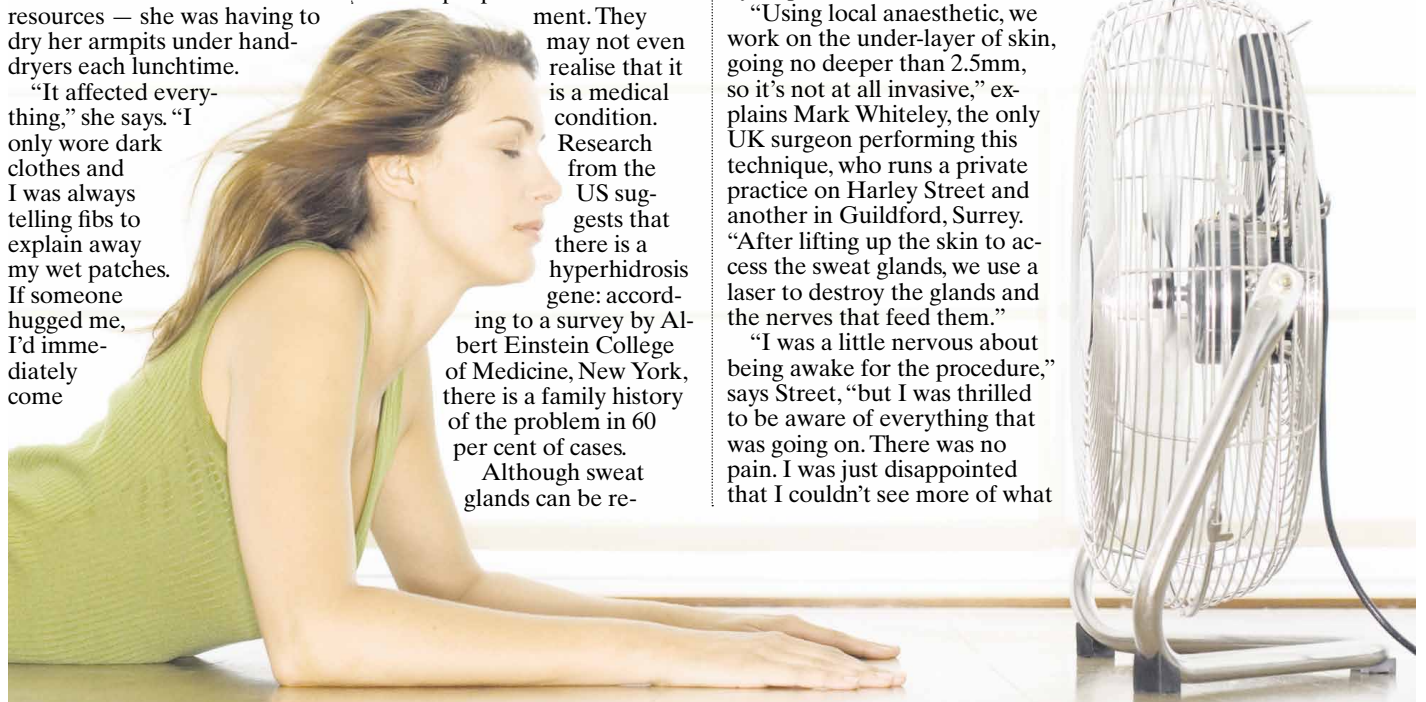 resources — she was having to
dry her armpits under hand-
dryers each lunchtime.
“It affected every-
thing,” she says. “I
only wore dark
clothes and
I was always
telling fibs to
explain away
my wet patches.
If someone
hugged me,
I’d imme-
diately
come
ment. They
may not even
realise that it
is a medical
condition.
Research
from the
US sug-
gests that
there is a
hyperhidrosis
gene: accord-
ing to a survey by Al-
bert Einstein College
of Medicine, New York,
there is a family history
of the problem in 60
per cent of cases.
Although sweat
glands can be re-
“Using local anaesthetic, we
work on the under-layer of skin,
going no deeper than 2.5mm,
so it’s not at all invasive,” ex-
plains Mark Whiteley, the only
UK surgeon performing this
technique, who runs a private
practice on Harley Street and
another in Guildford, Surrey.
“After lifting up the skin to ac-
cess the sweat glands, we use a
laser to destroy the glands and
the nerves that feed them.”
“I was a little nervous about
being awake for the procedure,”
says Street, “but I was thrilled
to be aware of everything that
was going on. There was no
pain. I was just disappointed
that I couldn’t see more of what